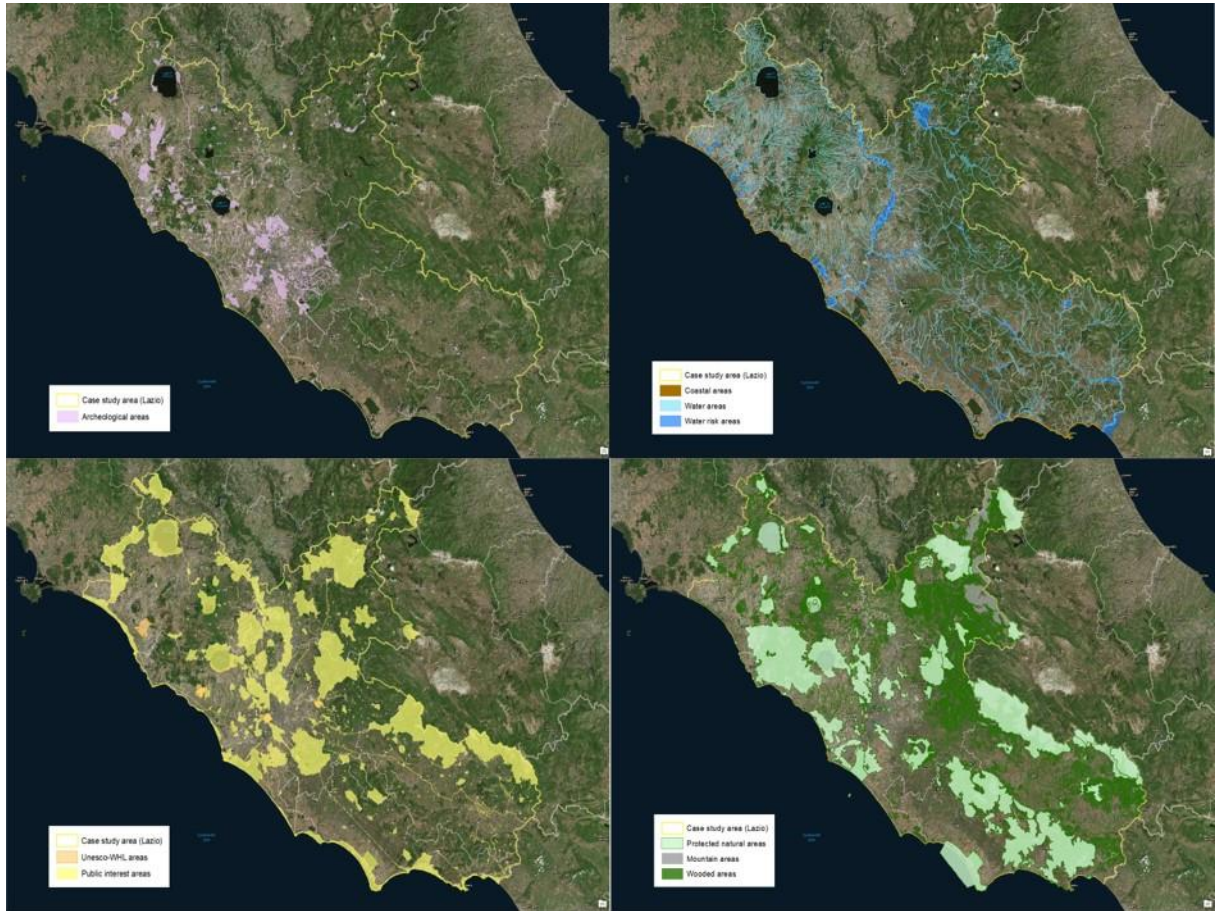 Case study area (Lazio)
Archeological areas
Case study area (Lazio)
Coastal areas
Water areas
Water risk areas
Case study area (Lazio)
Unesco-WHL areas
Public interest areas
Case study area (Lazio)
Protected natural areas
Mountain areas
Wooded areas